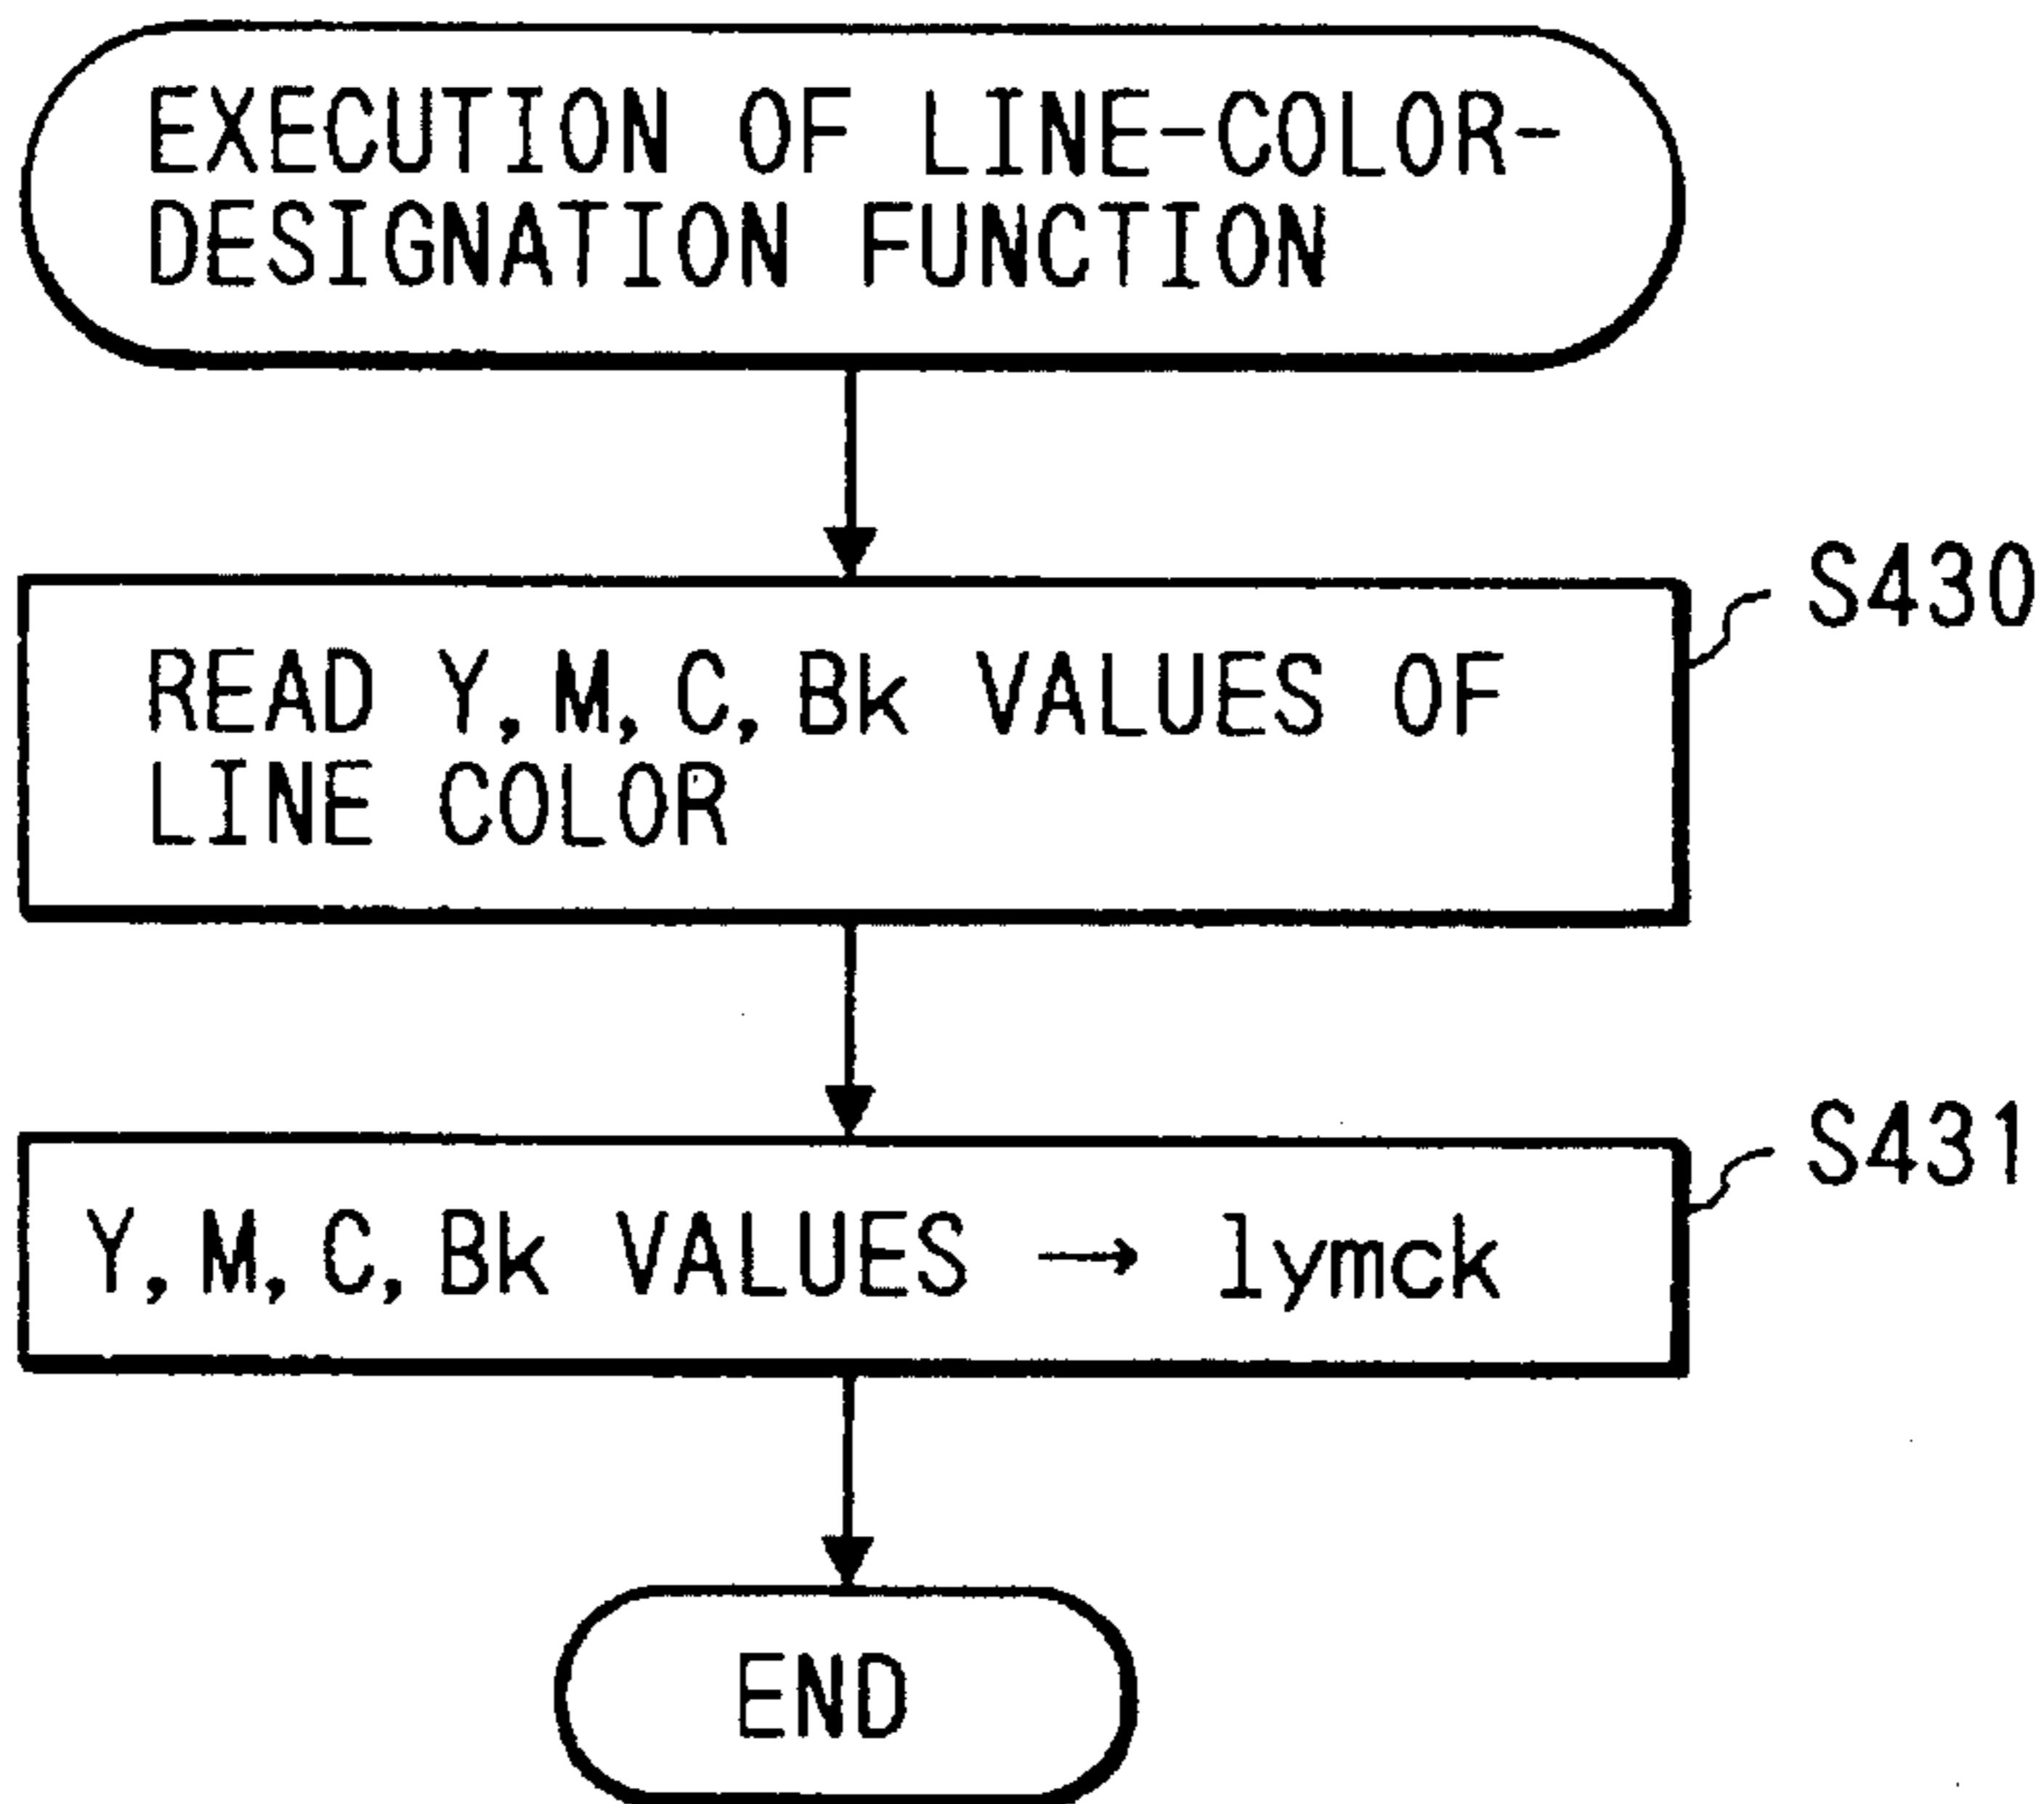 EXECUTION OF LINE-COLOR-
DESIGNATION FUNCTION
S430
READ Y, M, C, Bk VALUES OF
LINE COLOR
S431
Y, M, C, Bk VALUES → lymck
END